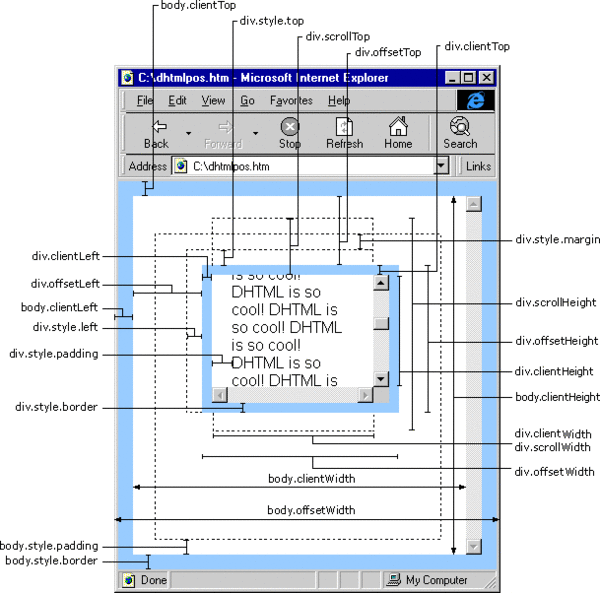 body.clientTop
div.style.top
div.scrollTop
div.offsetTop
div.clientTop
C:\dhtmlpos.htm - Microsoft Internet Explorer
File Edit View Go Favorites Help
Back Forward Stop Refresh Home Search
Address C:\dhtmlpos.htm Links
div.style.margin
div.clientLeft
div.offsetLeft
body.clientLeft
div.style.left
div.style.padding
div.style.border
is so cool!
DHTML is so
cool! DHTML is
so cool! DHTML
is so cool!
DHTML is so
cool! DHTML is
div.scrollHeight
div.offsetHeight
div.clientHeight
body.clientHeight
div.clientWidth
div.scrollWidth
div.offsetWidth
body.clientWidth
body.offsetWidth
body.style.padding
body.style.border
Done My Computer